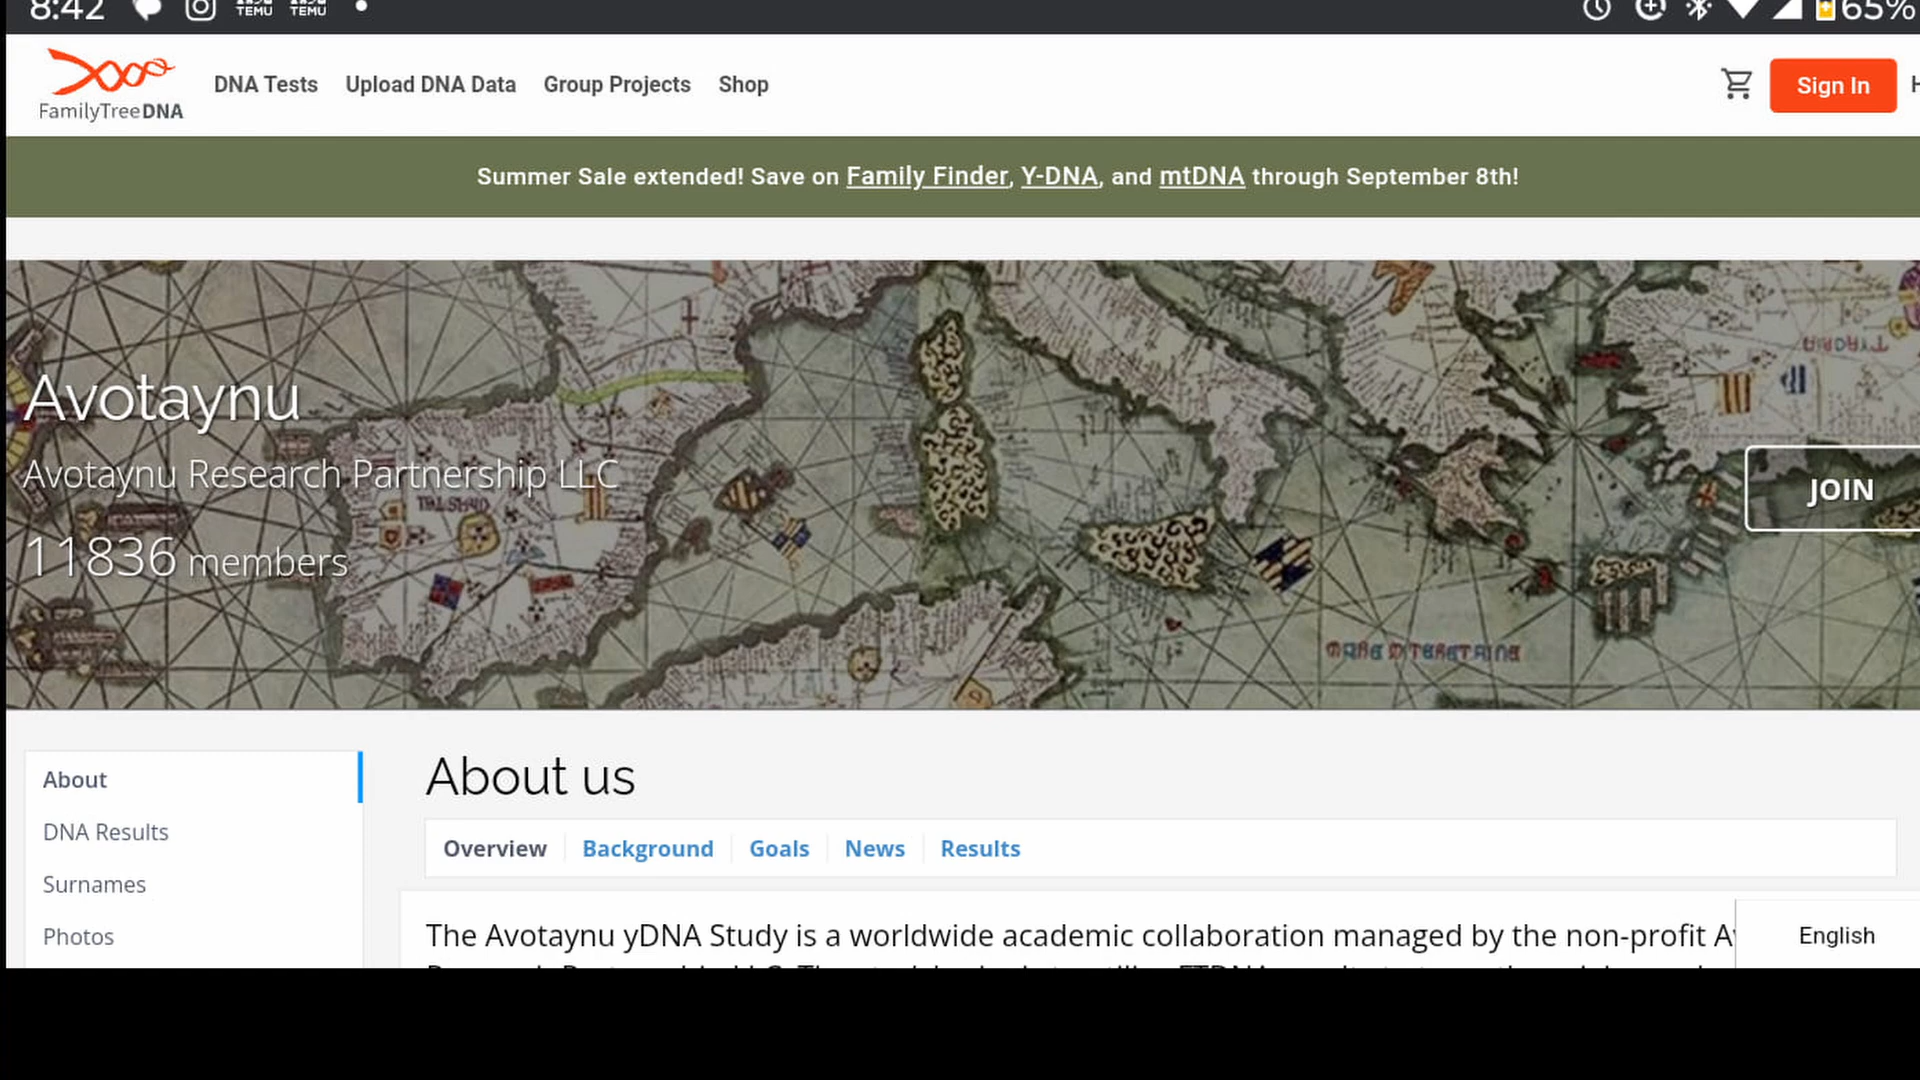 8:42
TEMU TEMU
65%
FamilyTreeDNA
DNA Tests Upload DNA Data Group Projects Shop
Sign In
Summer Sale extended! Save on Family Finder, Y-DNA, and mtDNA through September 8th!
Avotaynu
Avotaynu Research Partnership LLC
11836 members
JOIN
About
DNA Results
Surnames
Photos
About us
Overview Background Goals News Results
The Avotaynu yDNA Study is a worldwide academic collaboration managed by the non-profit
English